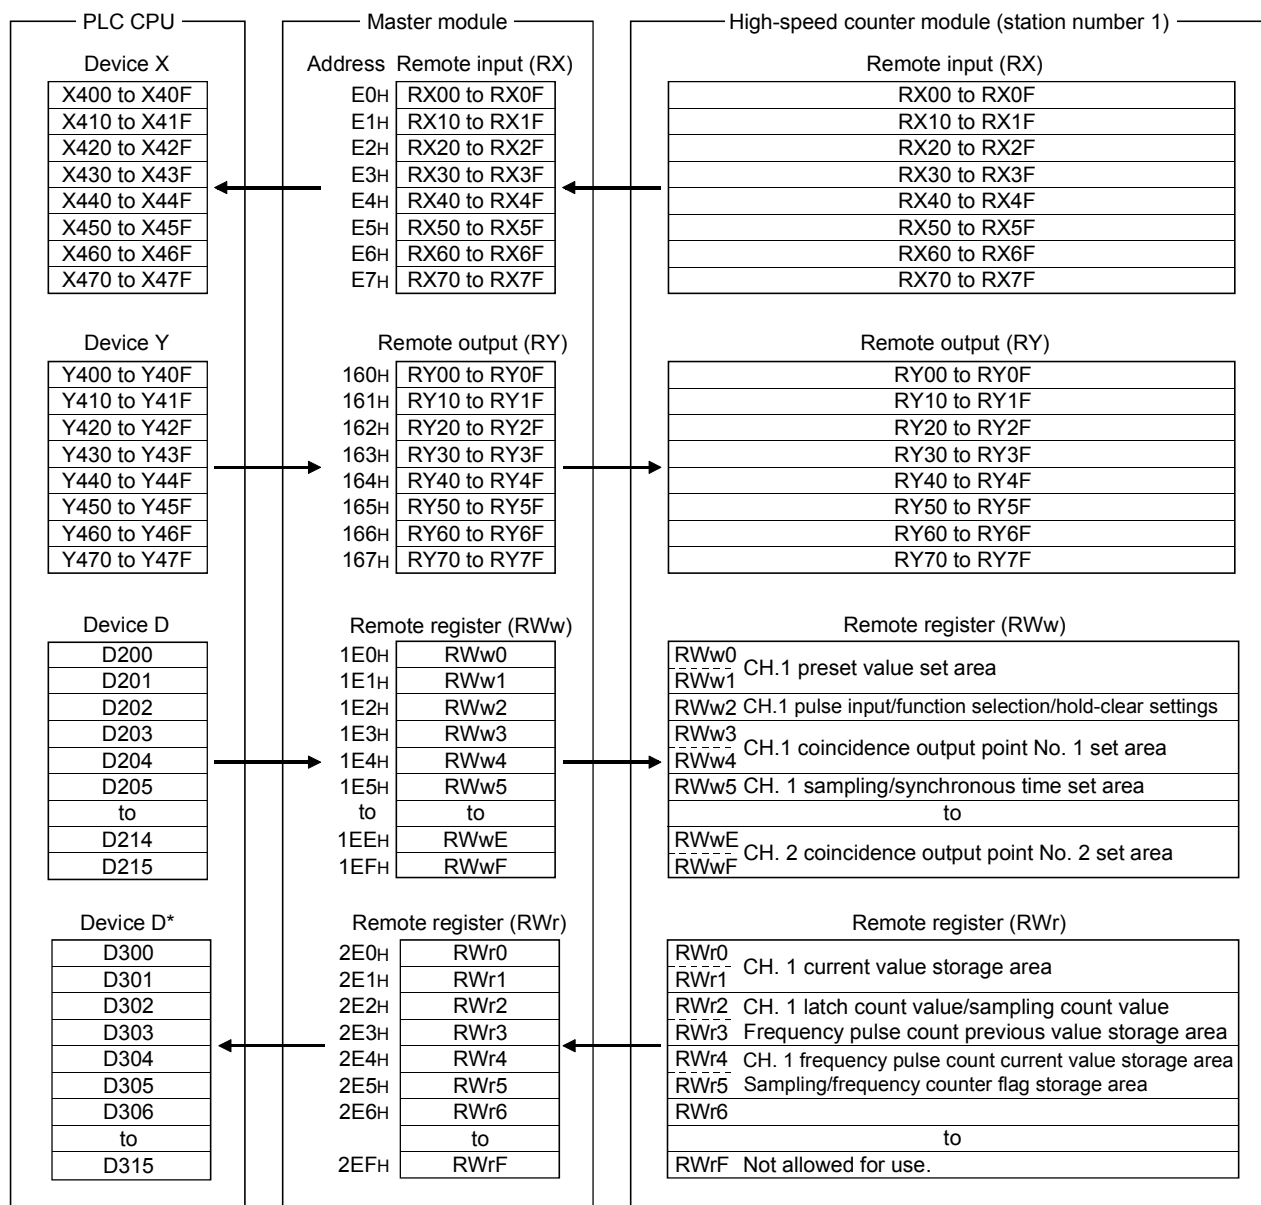 PLC CPU Master module High-speed counter module (station number 1)
Device X Address Remote input (RX) Remote input (RX)
X400 to X40F E0H RX00 to RX0F RX00 to RX0F
X410 to X41F E1H RX10 to RX1F RX10 to RX1F
X420 to X42F E2H RX20 to RX2F RX20 to RX2F
X430 to X43F E3H RX30 to RX3F RX30 to RX3F
X440 to X44F E4H RX40 to RX4F RX40 to RX4F
X450 to X45F E5H RX50 to RX5F RX50 to RX5F
X460 to X46F E6H RX60 to RX6F RX60 to RX6F
X470 to X47F E7H RX70 to RX7F RX70 to RX7F
Device Y Remote output (RY) Remote output (RY)
Y400 to Y40F 160H RY00 to RY0F RY00 to RY0F
Y410 to Y41F 161H RY10 to RY1F RY10 to RY1F
Y420 to Y42F 162H RY20 to RY2F RY20 to RY2F
Y430 to Y43F 163H RY30 to RY3F RY30 to RY3F
Y440 to Y44F 164H RY40 to RY4F RY40 to RY4F
Y450 to Y45F 165H RY50 to RY5F RY50 to RY5F
Y460 to Y46F 166H RY60 to RY6F RY60 to RY6F
Y470 to Y47F 167H RY70 to RY7F RY70 to RY7F
Device D Remote register (RWw) Remote register (RWw)
D200 1E0H RWw0 RWw0
CH.1 preset value set area
D201 1E1H RWw1 RWw1
D202 1E2H RWw2 RWw2 CH.1 pulse input/function selection/hold-clear settings
D203 1E3H RWw3 RWw3
CH.1 coincidence output point No. 1 set area
D204 1E4H RWw4 RWw4
D205 1E5H RWw5 RWw5 CH. 1 sampling/synchronous time set area
to to to to
D214 1EEH RWwE RWwE
CH. 2 coincidence output point No. 2 set area
D215 1EFH RWwF RWwF
Device D* Remote register (RWr) Remote register (RWr)
D300 2E0H RWr0 RWr0
CH. 1 current value storage area
D301 2E1H RWr1 RWr1
D302 2E2H RWr2 RWr2 CH. 1 latch count value/sampling count value
D303 2E3H RWr3 RWr3 Frequency pulse count previous value storage area
D304 2E4H RWr4 RWr4 CH. 1 frequency pulse count current value storage area
D305 2E5H RWr5 RWr5 Sampling/frequency counter flag storage area
D306 2E6H RWr6 RWr6
to to to
D315 2EFH RWrF RWrF Not allowed for use.